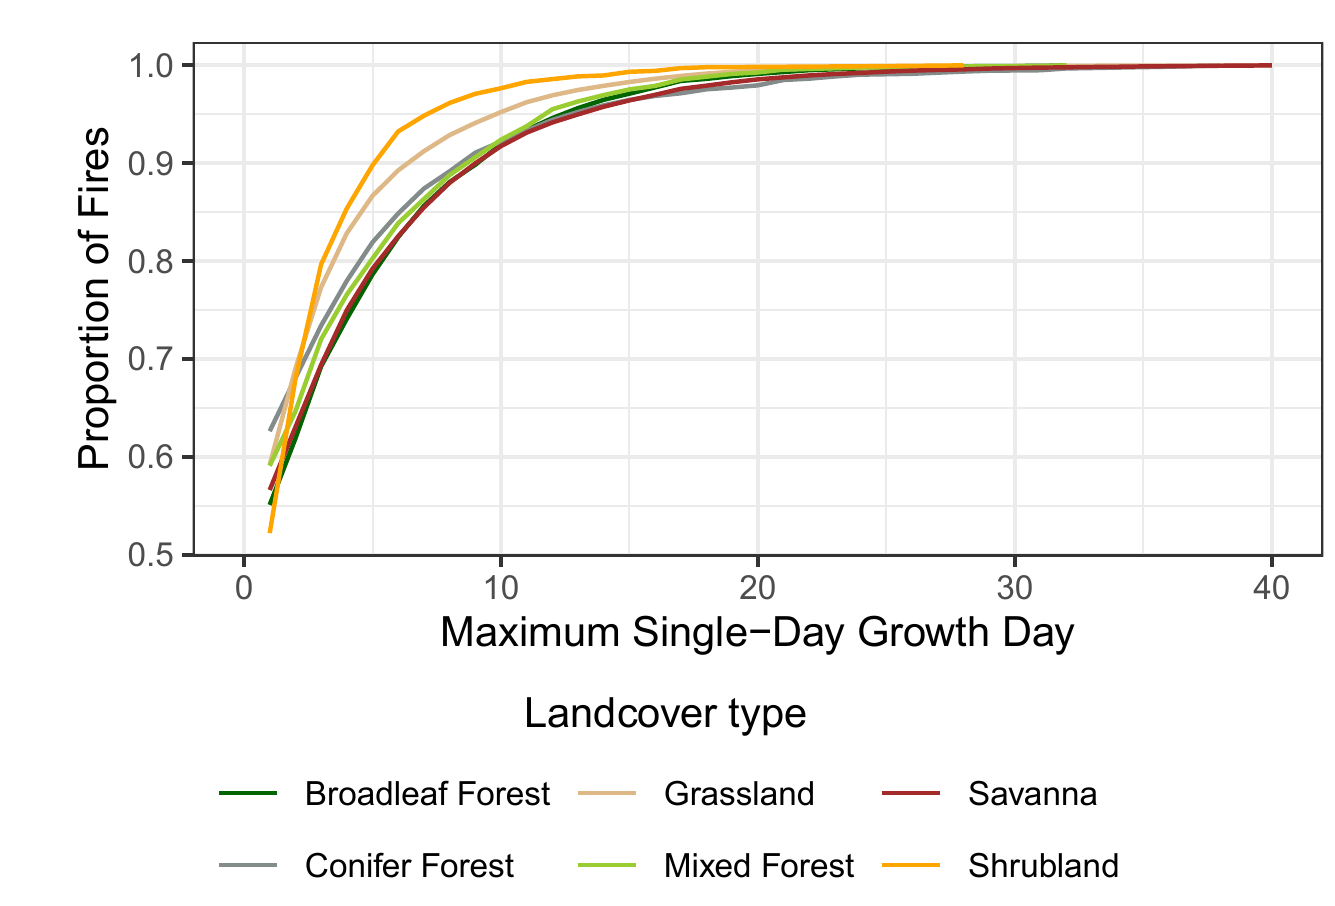 Proportion of Fires
1.0
0.9
0.8
0.7
0.6
0.5
0 10 20 30 40
Maximum Single−Day Growth Day
Landcover type
Broadleaf Forest Grassland Savanna
Conifer Forest Mixed Forest Shrubland